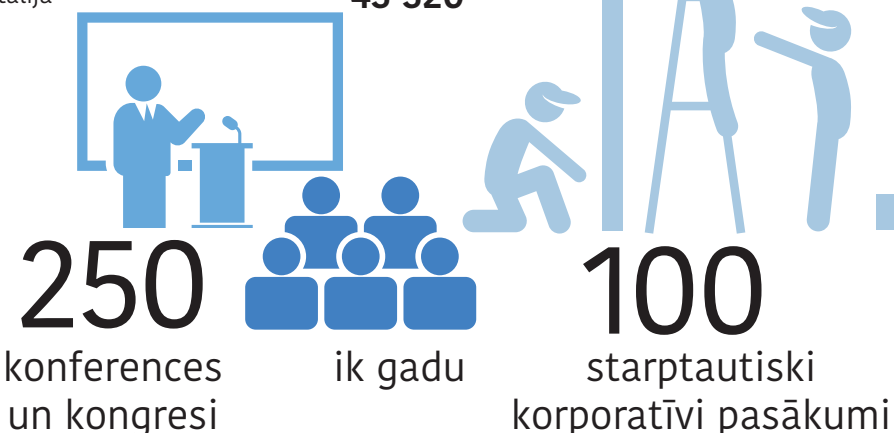 250
konferences
un kongresi
ik gadu
100
starptautiski
korporatīvi pasākumi